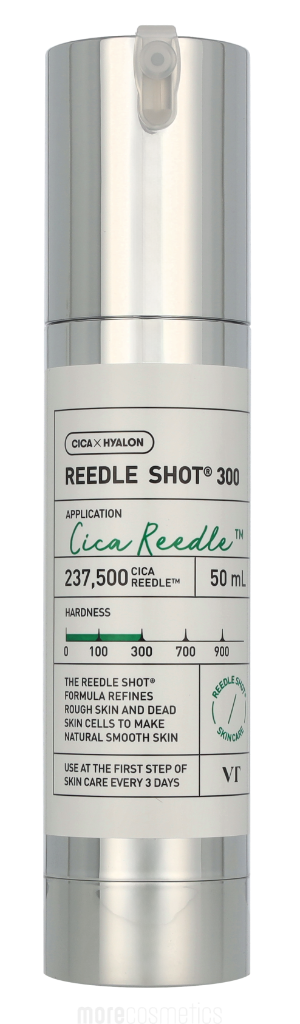 CICA×HYALON
REEDLE SHOT® 300
APPLICATION
Cica Reedle™
237,500 CICA REEDLE™ 50 mL
HARDNESS
0 100 300 700 900
THE REEDLE SHOT®
FORMULA REFINES
ROUGH SKIN AND DEAD
SKIN CELLS TO MAKE
NATURAL SMOOTH SKIN
REEDLE SHOT
SKINCARE
USE AT THE FIRST STEP OF
SKIN CARE EVERY 3 DAYS
VT
morecosmetics